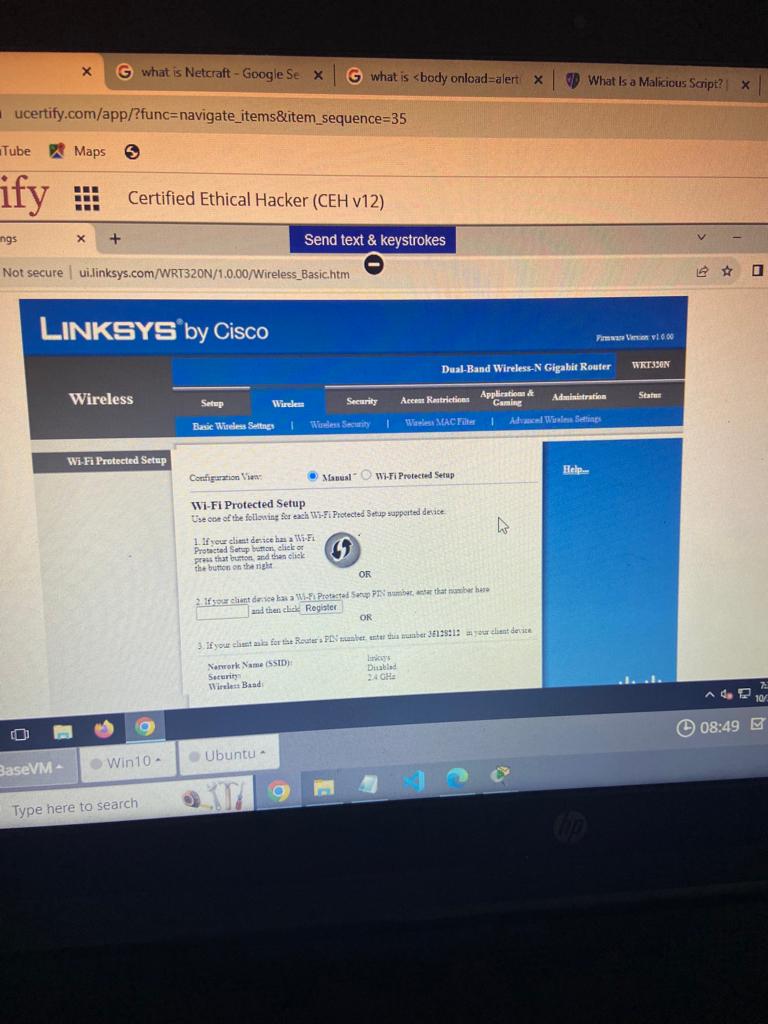 what is Netcraft - Google Se
what is <body onload=alert
What Is a Malicious Script? |
ucertify.com/app/?func=navigate_items&item_sequence=35
Tube Maps
ify Certified Ethical Hacker (CEH v12)
ngs
Send text & keystrokes
Not secure | ui.linksys.com/WRT320N/1.0.00/Wireless_Basic.htm
LINKSYS® by Cisco
Firmware Version v1.0.00
Dual-Band Wireless-N Gigabit Router WRT320N
Wireless
Setup Wireless Security Access Restrictions Applications & Gaming Administration Status
Basic Wireless Settings | Wireless Security | Wireless MAC Filter | Advanced Wireless Settings
Wi-Fi Protected Setup
Help...
Configuration View: Manual Wi-Fi Protected Setup
Wi-Fi Protected Setup
Use one of the following for each Wi-Fi Protected Setup supported device:
1. If your client device has a Wi-Fi
Protected Setup button, click or
press that button, and then click
the button on the right.
OR
2. If your client device has a Wi-Fi Protected Setup PIN number, enter that number here
and then click Register
OR
3. If your client asks for the Router's PIN number, enter this number 36128212 in your client device.
Network Name (SSID): linksys
Security: Disabled
Wireless Band: 2.4 GHz
10/
08:49
BaseVM
Win10
Ubuntu
Type here to search
hp